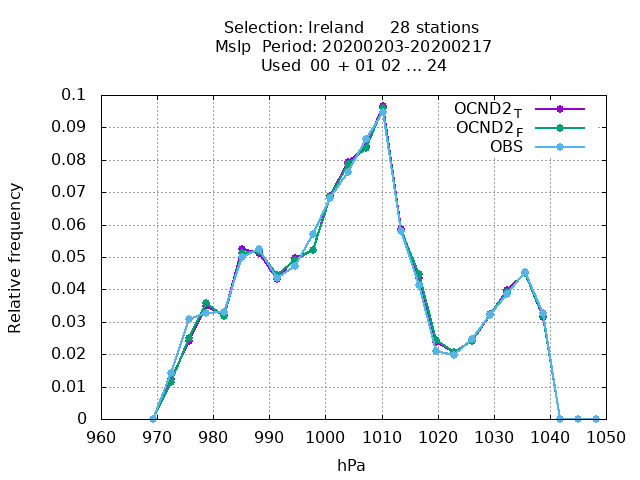 Selection: Ireland 28 stations
Mslp Period: 20200203-20200217
Used 00 + 01 02 ... 24
0.1
0.09
0.08
0.07
0.06
0.05
0.04
0.03
0.02
0.01
0
OCND2T
OCND2F
OBS
Relative frequency
960 970 980 990 1000 1010 1020 1030 1040 1050
hPa